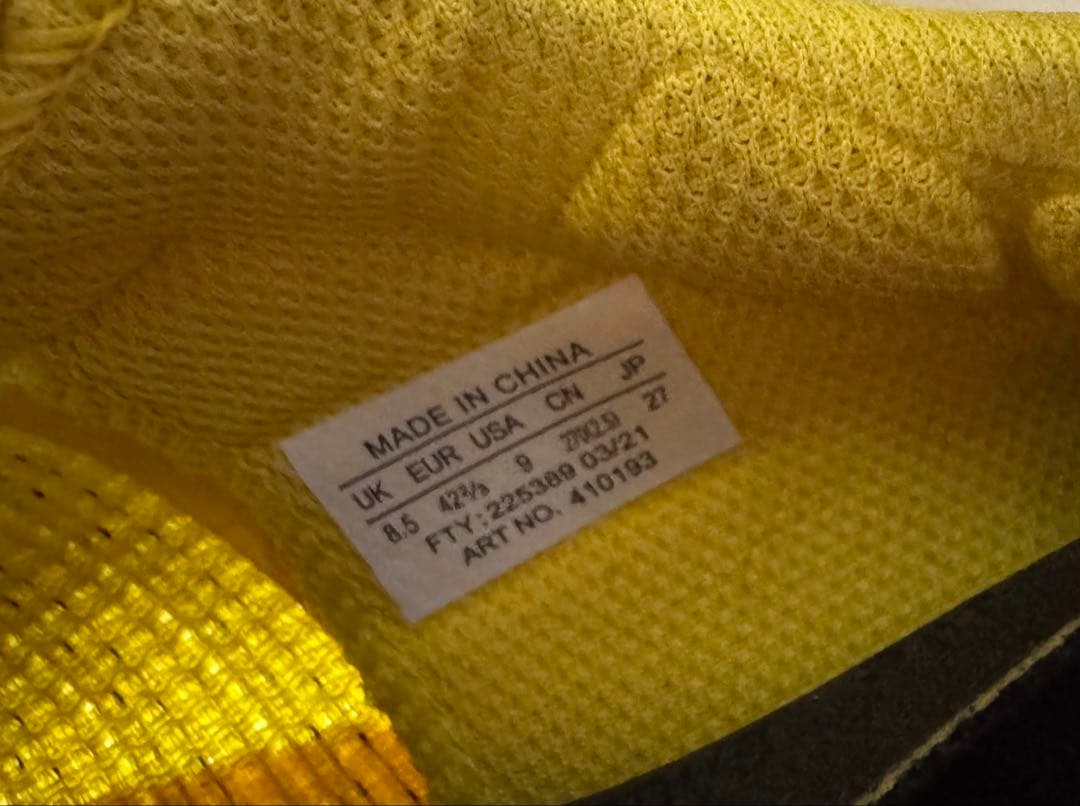 MADE IN CHINA
UK EUR USA CN JP
8.5 42⅔ 9 270(2.5) 27
FTY:225389 03/21
ART NO. 410193